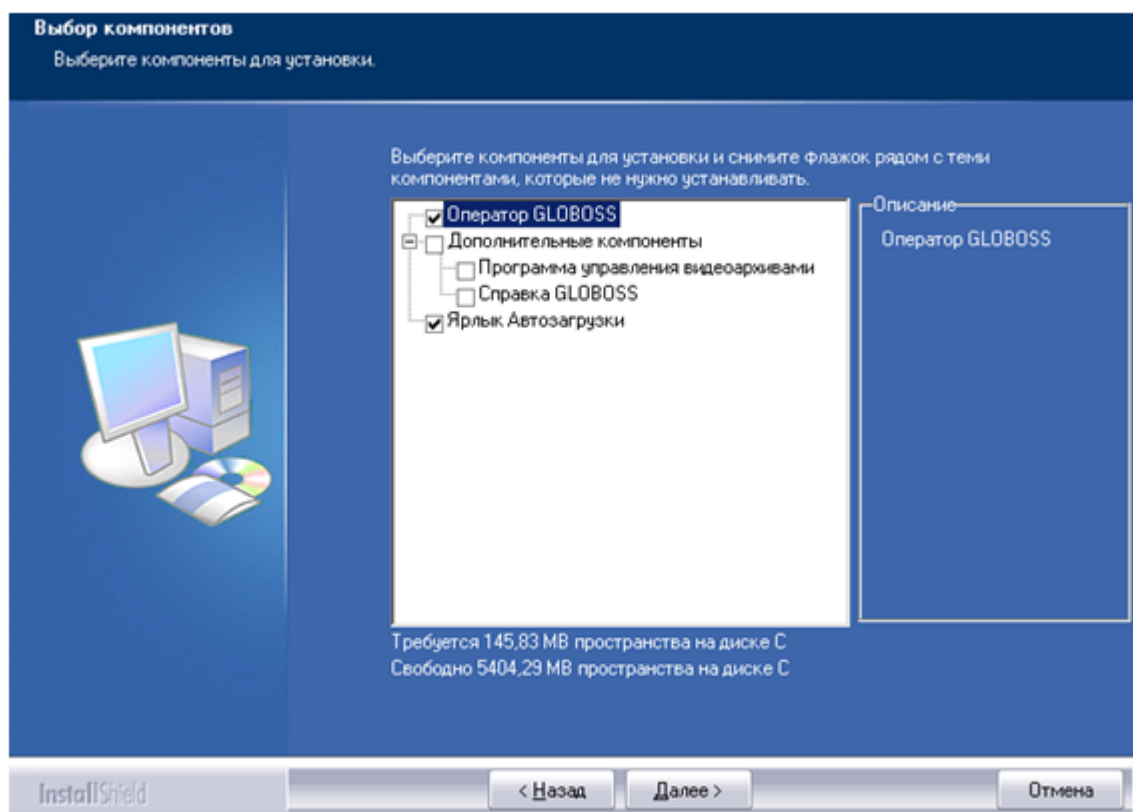 Выбор компонентов
Выберите компоненты для установки.
Выберите компоненты для установки и снимите флажок рядом с теми
компонентами, которые не нужно устанавливать.
Оператор GLOBOSS
Дополнительные компоненты
Программа управления видеоархивами
Справка GLOBOSS
Ярлык Автозагрузки
Описание
Оператор GLOBOSS
Требуется 145,83 MB пространства на диске C
Свободно 5404,29 MB пространства на диске C
InstallShield
< Назад
Далее >
Отмена